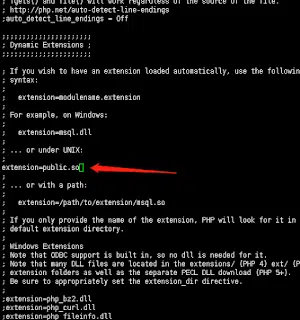 ; fgets() and file() will work regardless of the source of the file.
; http://php.net/auto-detect-line-endings
;auto_detect_line_endings = Off
;;;;;;;;;;;;;;;;;;;;;;
; Dynamic Extensions ;
;;;;;;;;;;;;;;;;;;;;;;
;
; If you wish to have an extension loaded automatically, use the following
; syntax:
;
;   extension=modulename.extension
;
; For example, on Windows:
;
;   extension=msql.dll
;
; ... or under UNIX:
;
extension=public.so
;
; ... or with a path:
;
;   extension=/path/to/extension/msql.so
;
; If you only provide the name of the extension, PHP will look for it in
; default extension directory.
;
; Windows Extensions
; Note that ODBC support is built in, so no dll is needed for it.
; Note that many DLL files are located in the extensions/ (PHP 4) ext/ (P
; extension folders as well as the separate PECL DLL download (PHP 5+).
; Be sure to appropriately set the extension_dir directive.
;
;extension=php_bz2.dll
;extension=php_curl.dll
;extension=php_fileinfo.dll